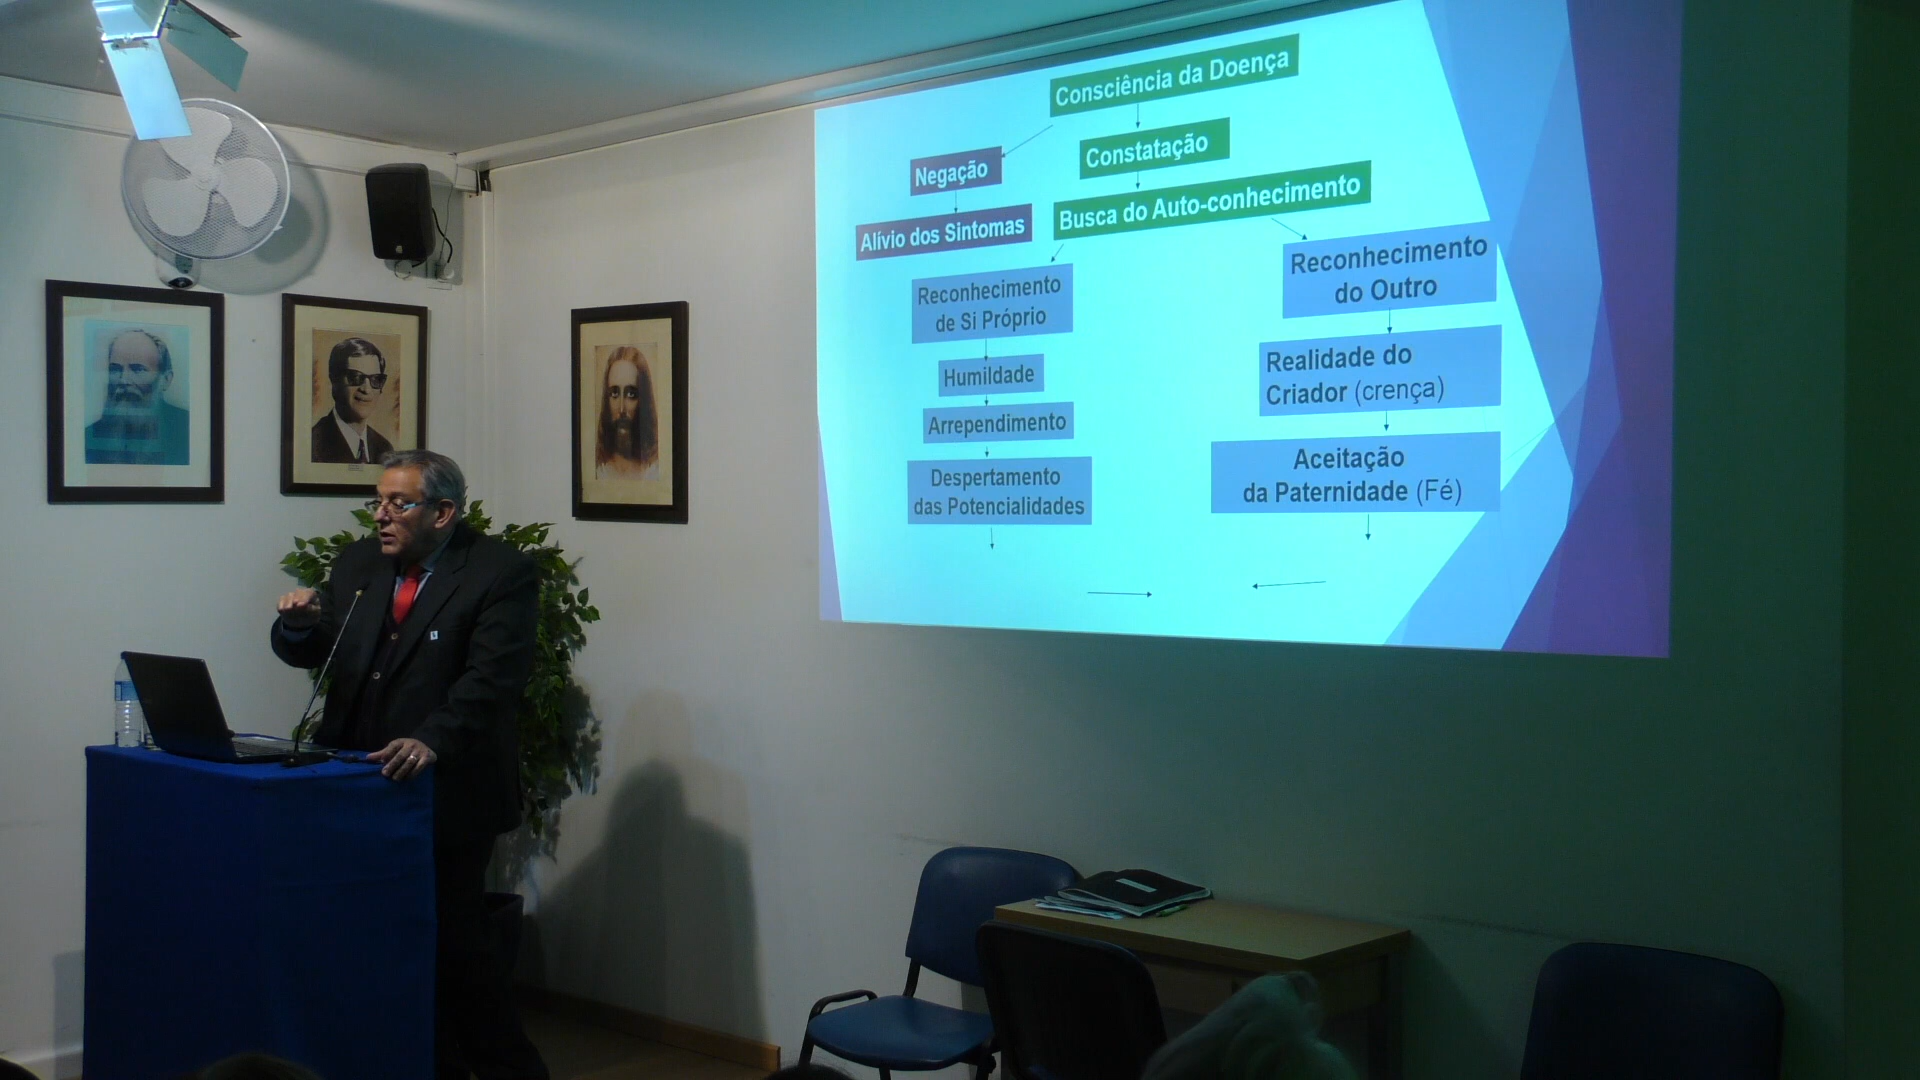 Consciência da Doença
Negação
Constatação
Alívio dos Sintomas
Busca do Auto-conhecimento
Reconhecimento
de Si Próprio
Humildade
Arrependimento
Despertamento
das Potencialidades
Reconhecimento
do Outro
Realidade do
Criador (crença)
Aceitação
da Paternidade (Fé)